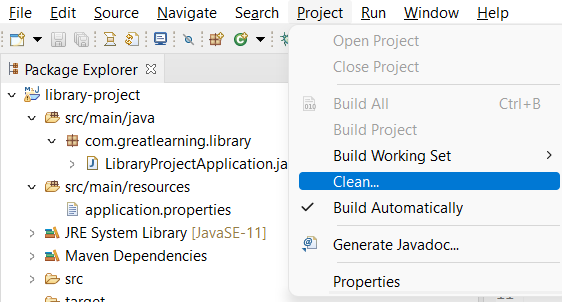 File Edit Source Navigate Search Project Run Window Help
Package Explorer
library-project
src/main/java
com.greatlearning.library
LibraryProjectApplication.ja
src/main/resources
application.properties
JRE System Library [JavaSE-11]
Maven Dependencies
src
target
Open Project
Close Project
Build All Ctrl+B
Build Project
Build Working Set
Clean...
Build Automatically
Generate Javadoc...
Properties
11